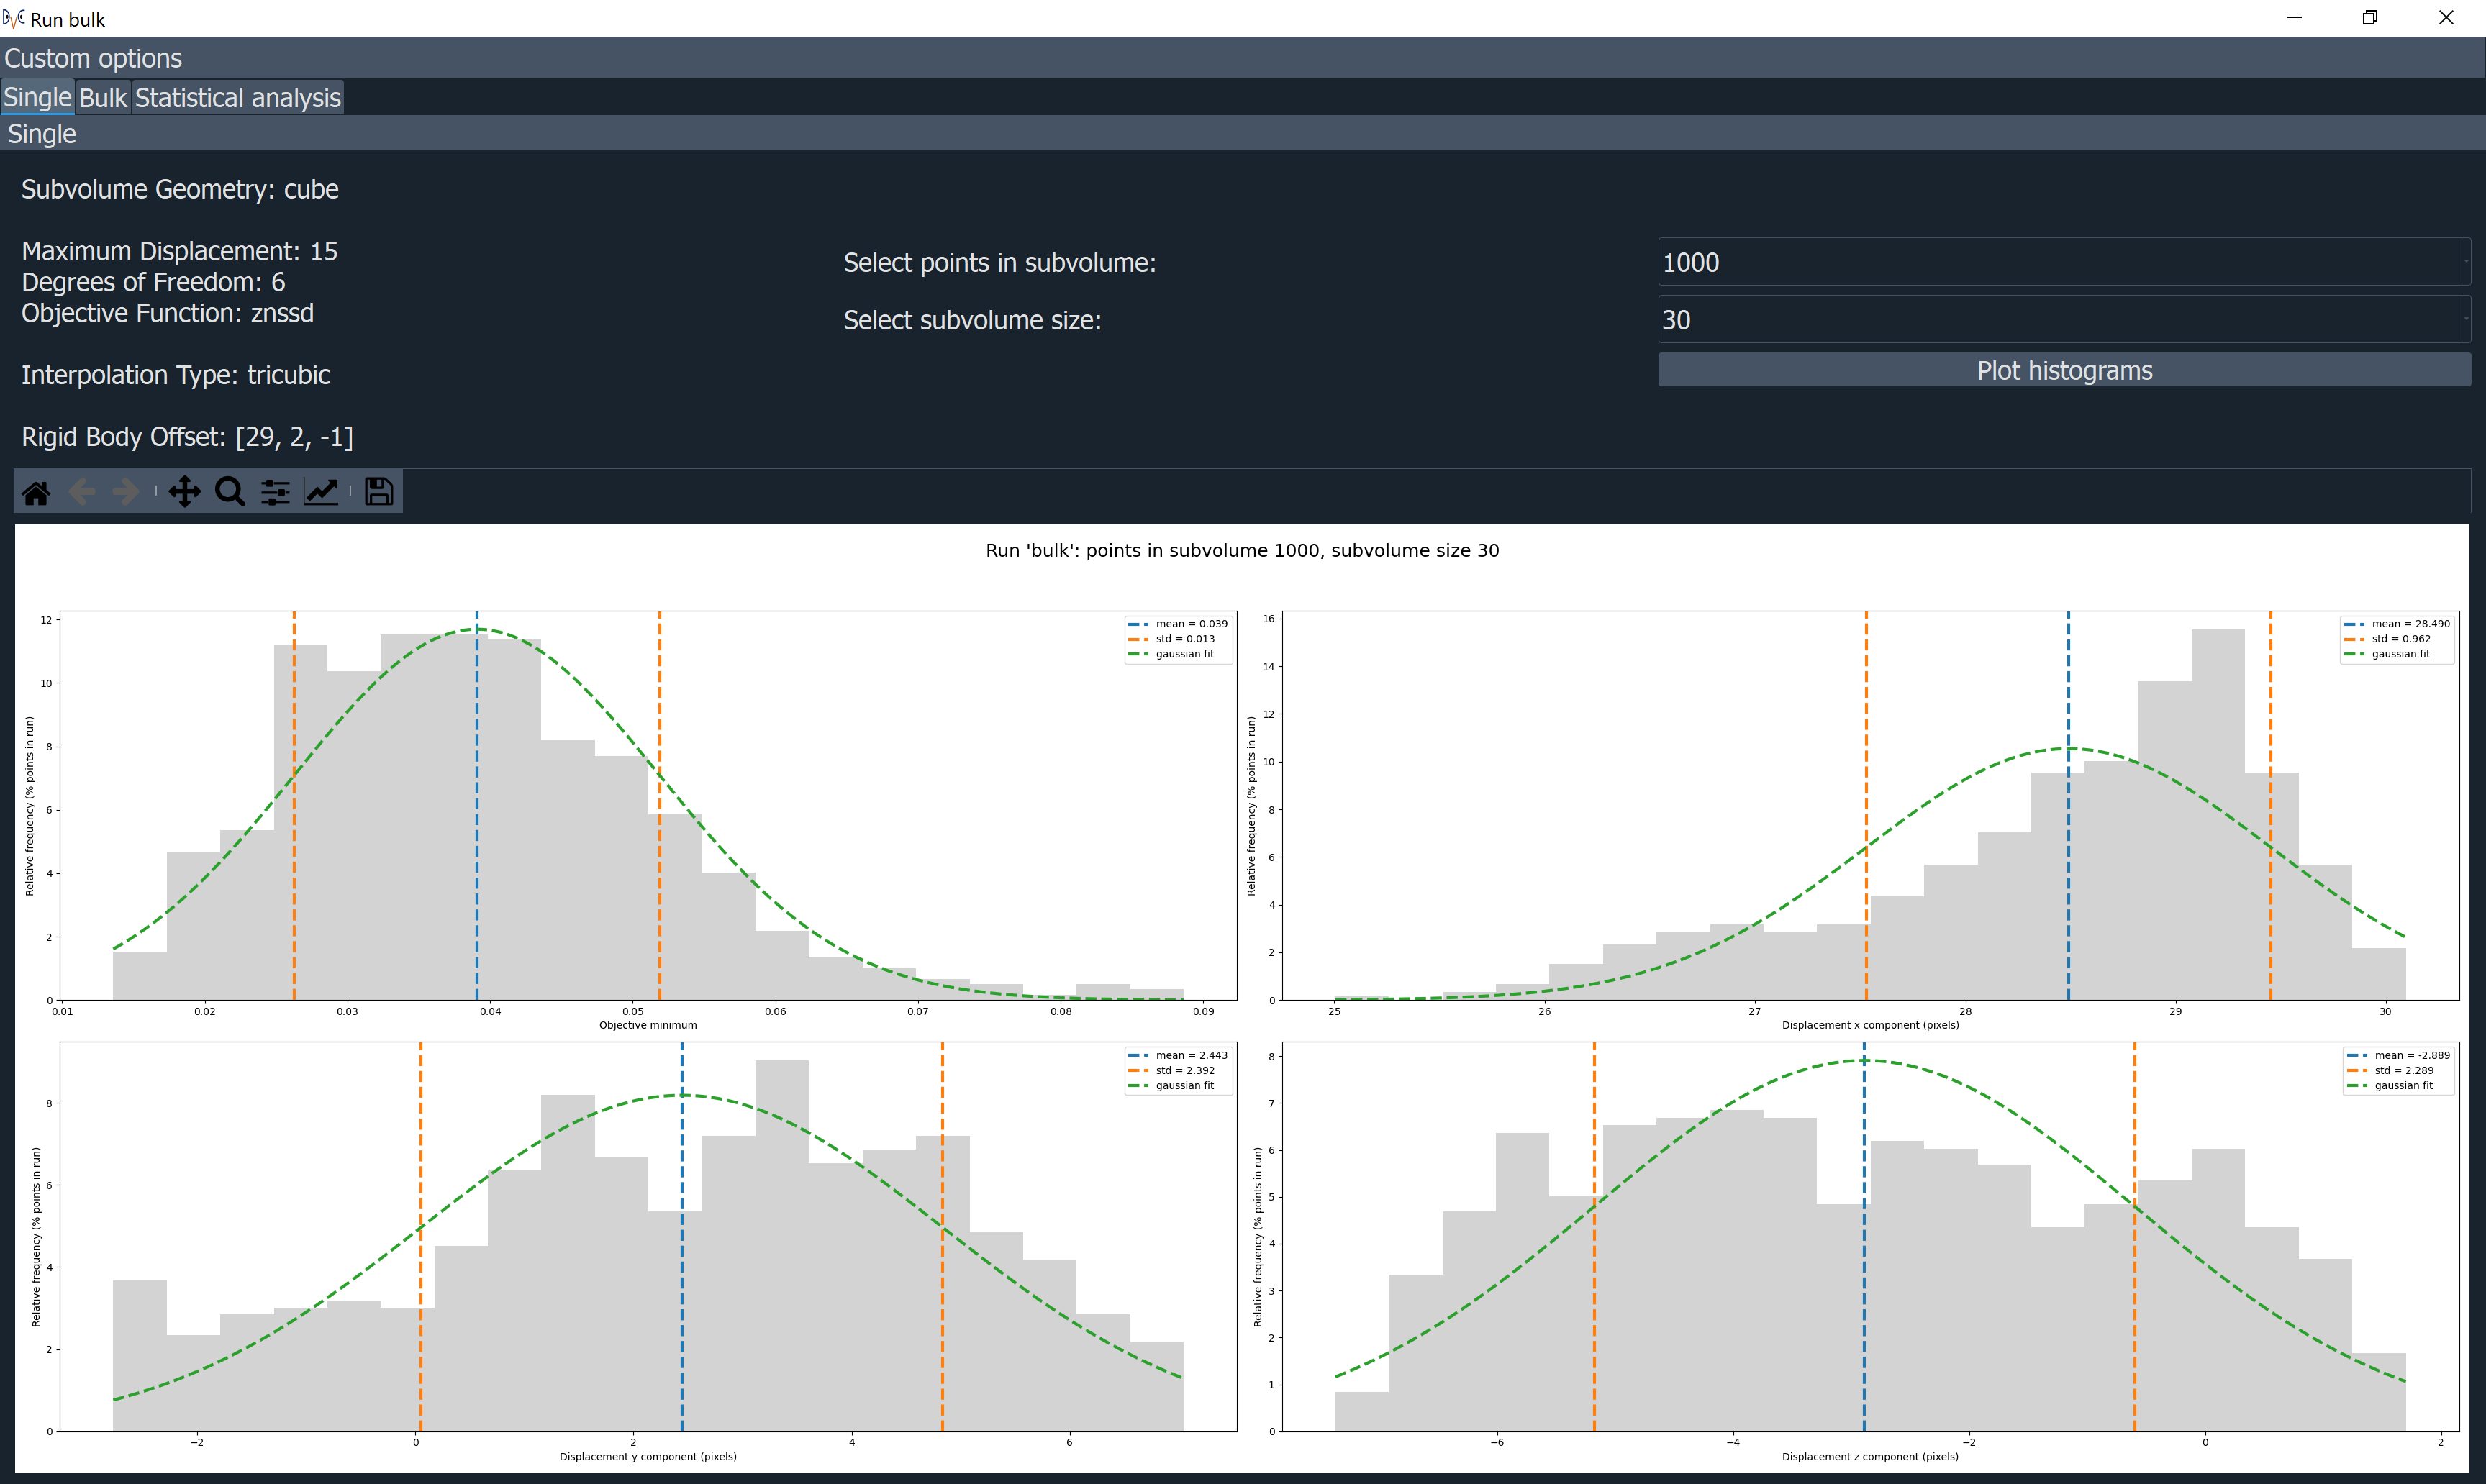 Run bulk
Custom options
Single Bulk Statistical analysis
Single
Subvolume Geometry: cube
Maximum Displacement: 15
Degrees of Freedom: 6
Objective Function: znssd
Interpolation Type: tricubic
Rigid Body Offset: [29, 2, -1]
Select points in subvolume: 1000
Select subvolume size: 30
Plot histograms
Run 'bulk': points in subvolume 1000, subvolume size 30
mean = 0.039
std = 0.013
gaussian fit
Relative frequency (% points in run)
12
10
8
6
4
2
0
0.01 0.02 0.03 0.04 0.05 0.06 0.07 0.08 0.09
Objective minimum
mean = 28.490
std = 0.962
gaussian fit
Relative frequency (% points in run)
16
14
12
10
8
6
4
2
0
25 26 27 28 29 30
Displacement x component (pixels)
mean = 2.443
std = 2.392
gaussian fit
Relative frequency (% points in run)
8
6
4
2
0
−2 0 2 4 6
Displacement y component (pixels)
mean = -2.889
std = 2.289
gaussian fit
Relative frequency (% points in run)
8
7
6
5
4
3
2
1
0
−6 −4 −2 0 2
Displacement z component (pixels)